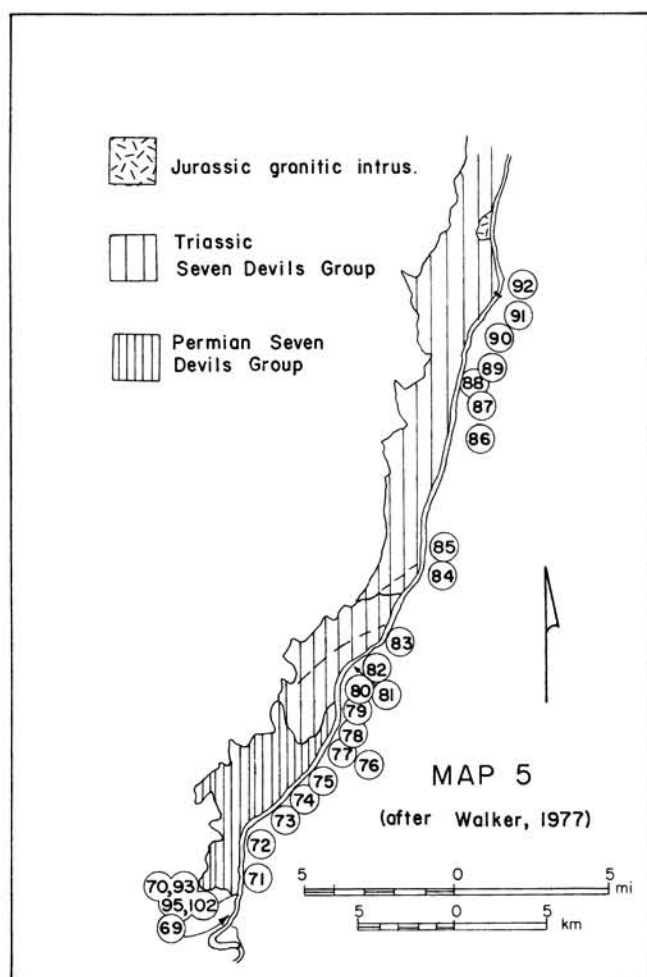 Jurassic granitic intrus.
Triassic
Seven Devils Group
Permian Seven
Devils Group
92
91
90
89
88
87
86
85
84
83
82
81
80
79
78
77
76
75
74
73
72
71
70,93
95,102
69
MAP 5
(after Walker, 1977)
5 0 5
mi
5 0 5
km